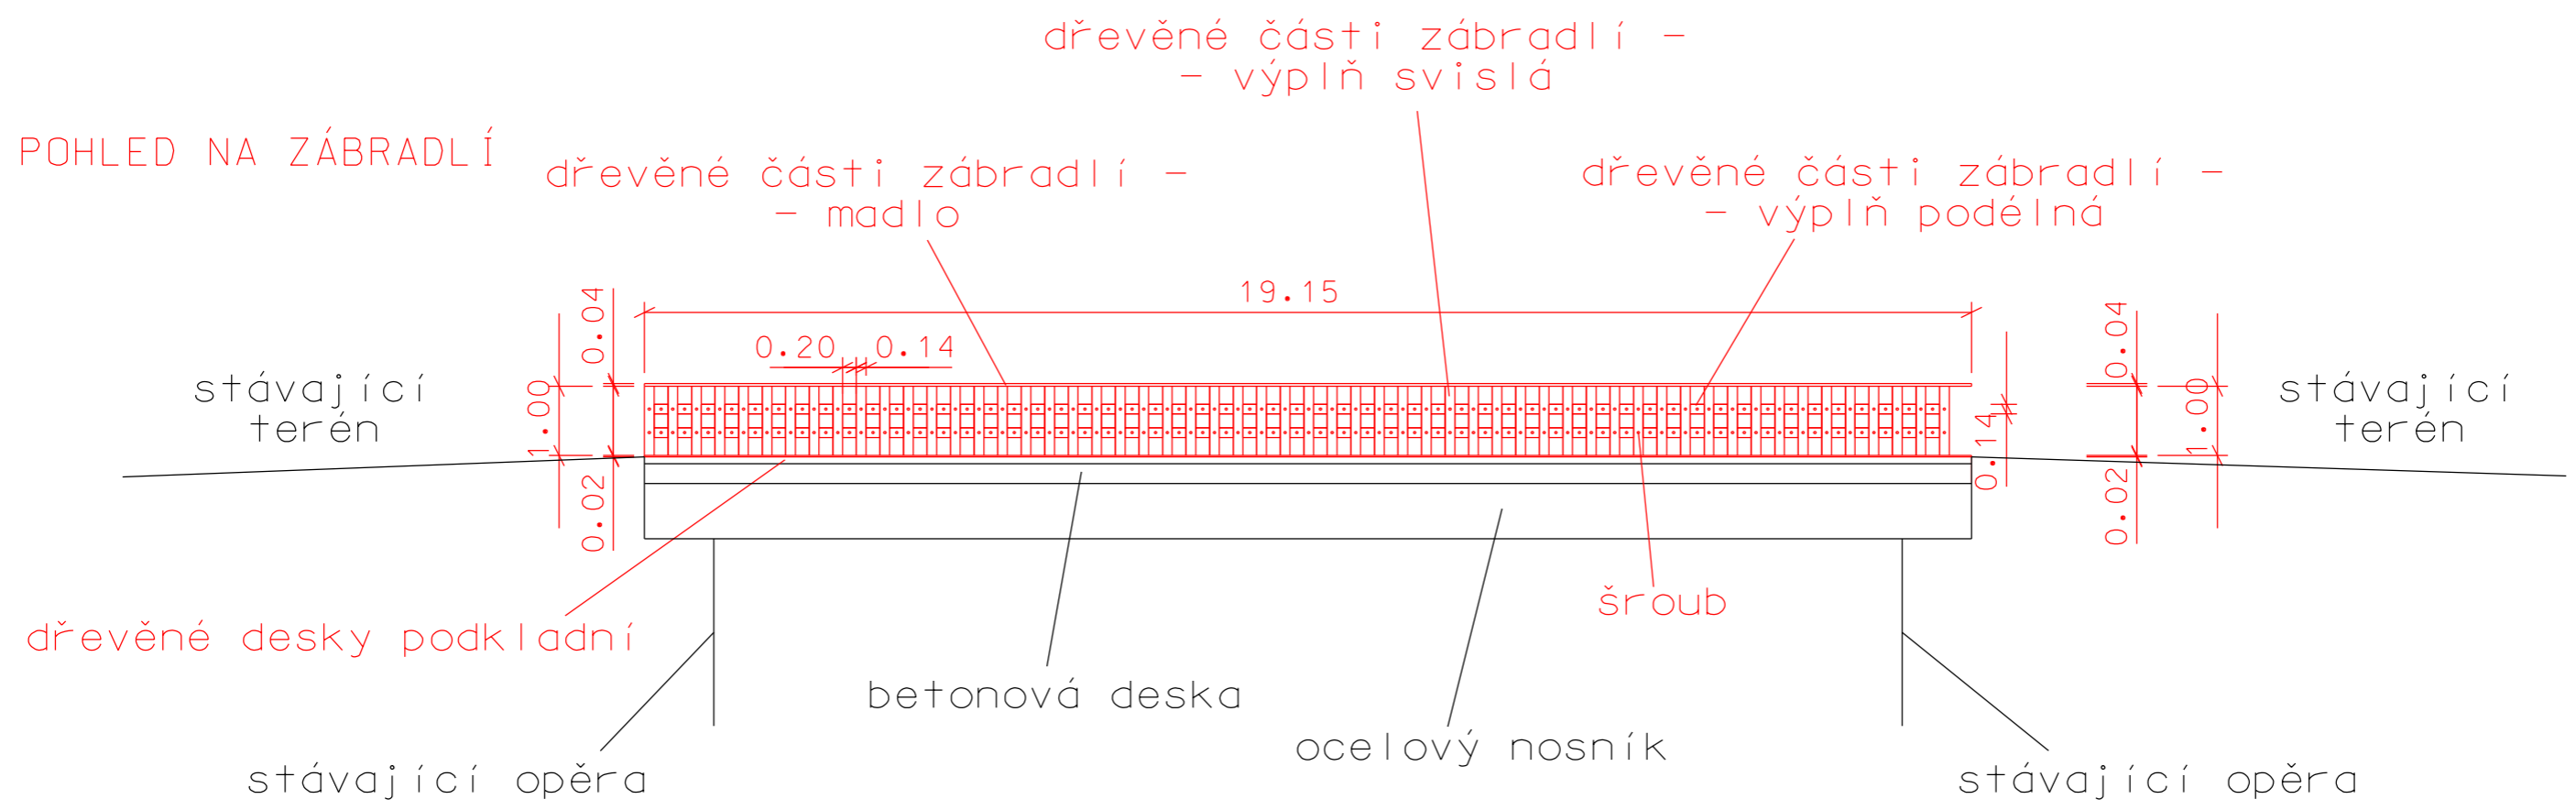 dřevěné části zábradlí -
- výplň svislá
POHLED NA ZÁBRADLÍ
dřevěné části zábradlí -
- madlo
dřevěné části zábradlí -
- výplň podélná
19.15
0.04
0.20
0.14
0.04
stávající
terén
1.00
0.02
0.14
1.00
0.02
stávající
terén
šroub
dřevěné desky podkladní
betonová deska
ocelový nosník
stávající opěra
stávající opěra